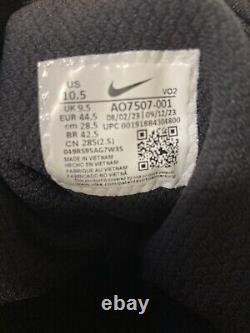 US
10.5
VO2
UK 9.5 AO7507-001
EUR 44.5 08/02/23 09/12/23
cm 28.5 UPC 00191884304800
BR 42.5
CN 285(2.5)
MADE IN VIETNAM
FABRIQUE AU VIETNAM
HECHO EN VIETNAM